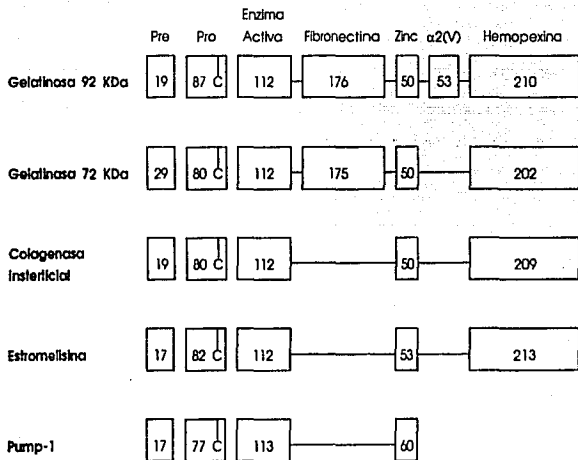 Enzima
Pre Pro Activa Fibronectina Zinc α2(V) Hemopexina
Gelatinasa 92 KDa 19 87 C 112 176 50 53 210
Gelatinasa 72 KDa 29 80 C 112 175 50 202
Colagenasa
Insterticial 19 80 C 112 50 209
Estromelisina 17 82 C 112 53 213
Pump-1 17 77 C 113 60